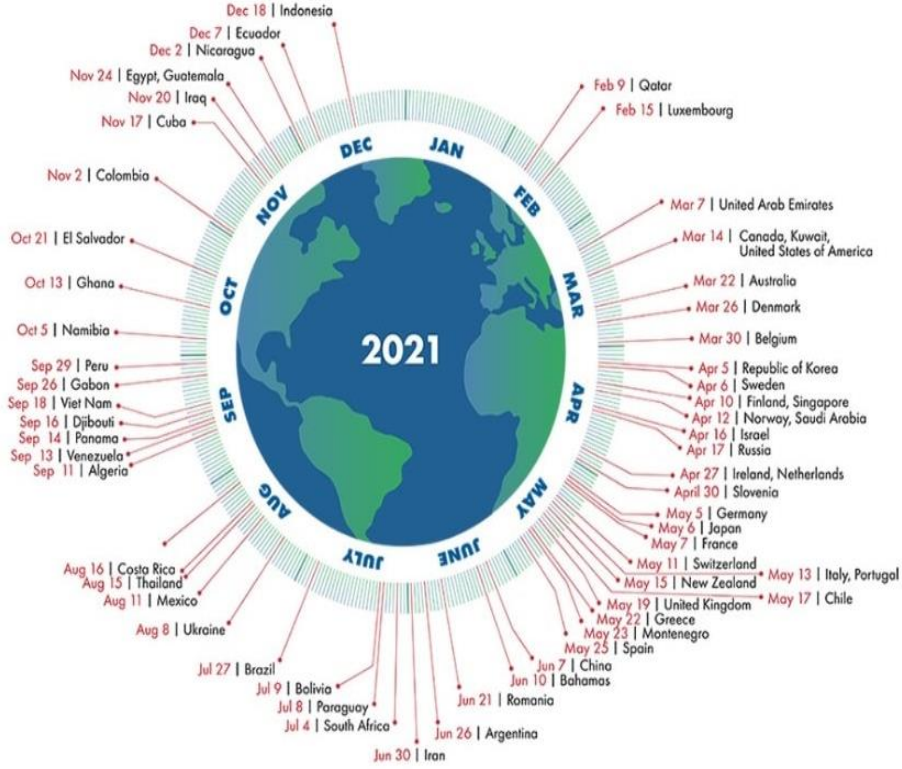 JAN
FEB
MAR
APR
MAY
JUNE
JULY
AUG
SEP
OCT
NOV
DEC
2021
Feb 9 | Qatar
Feb 15 | Luxembourg
Mar 7 | United Arab Emirates
Mar 14 | Canada, Kuwait,
United States of America
Mar 22 | Australia
Mar 26 | Denmark
Mar 30 | Belgium
Apr 5 | Republic of Korea
Apr 6 | Sweden
Apr 10 | Finland, Singapore
Apr 12 | Norway, Saudi Arabia
Apr 16 | Israel
Apr 17 | Russia
Apr 27 | Ireland, Netherlands
April 30 | Slovenia
May 5 | Germany
May 6 | Japan
May 7 | France
May 11 | Switzerland
May 13 | Italy, Portugal
May 15 | New Zealand
May 17 | Chile
May 19 | United Kingdom
May 22 | Greece
May 23 | Montenegro
May 25 | Spain
Jun 7 | China
Jun 10 | Bahamas
Jun 21 | Romania
Jun 26 | Argentina
Jun 30 | Iran
Jul 4 | South Africa
Jul 8 | Paraguay
Jul 9 | Bolivia
Jul 27 | Brazil
Aug 8 | Ukraine
Aug 11 | Mexico
Aug 15 | Thailand
Aug 16 | Costa Rica
Sep 11 | Algeria
Sep 13 | Venezuela
Sep 14 | Panama
Sep 16 | Djibouti
Sep 18 | Viet Nam
Sep 26 | Gabon
Sep 29 | Peru
Oct 5 | Namibia
Oct 13 | Ghana
Oct 21 | El Salvador
Nov 2 | Colombia
Nov 17 | Cuba
Nov 20 | Iraq
Nov 24 | Egypt, Guatemala
Dec 2 | Nicaragua
Dec 7 | Ecuador
Dec 18 | Indonesia